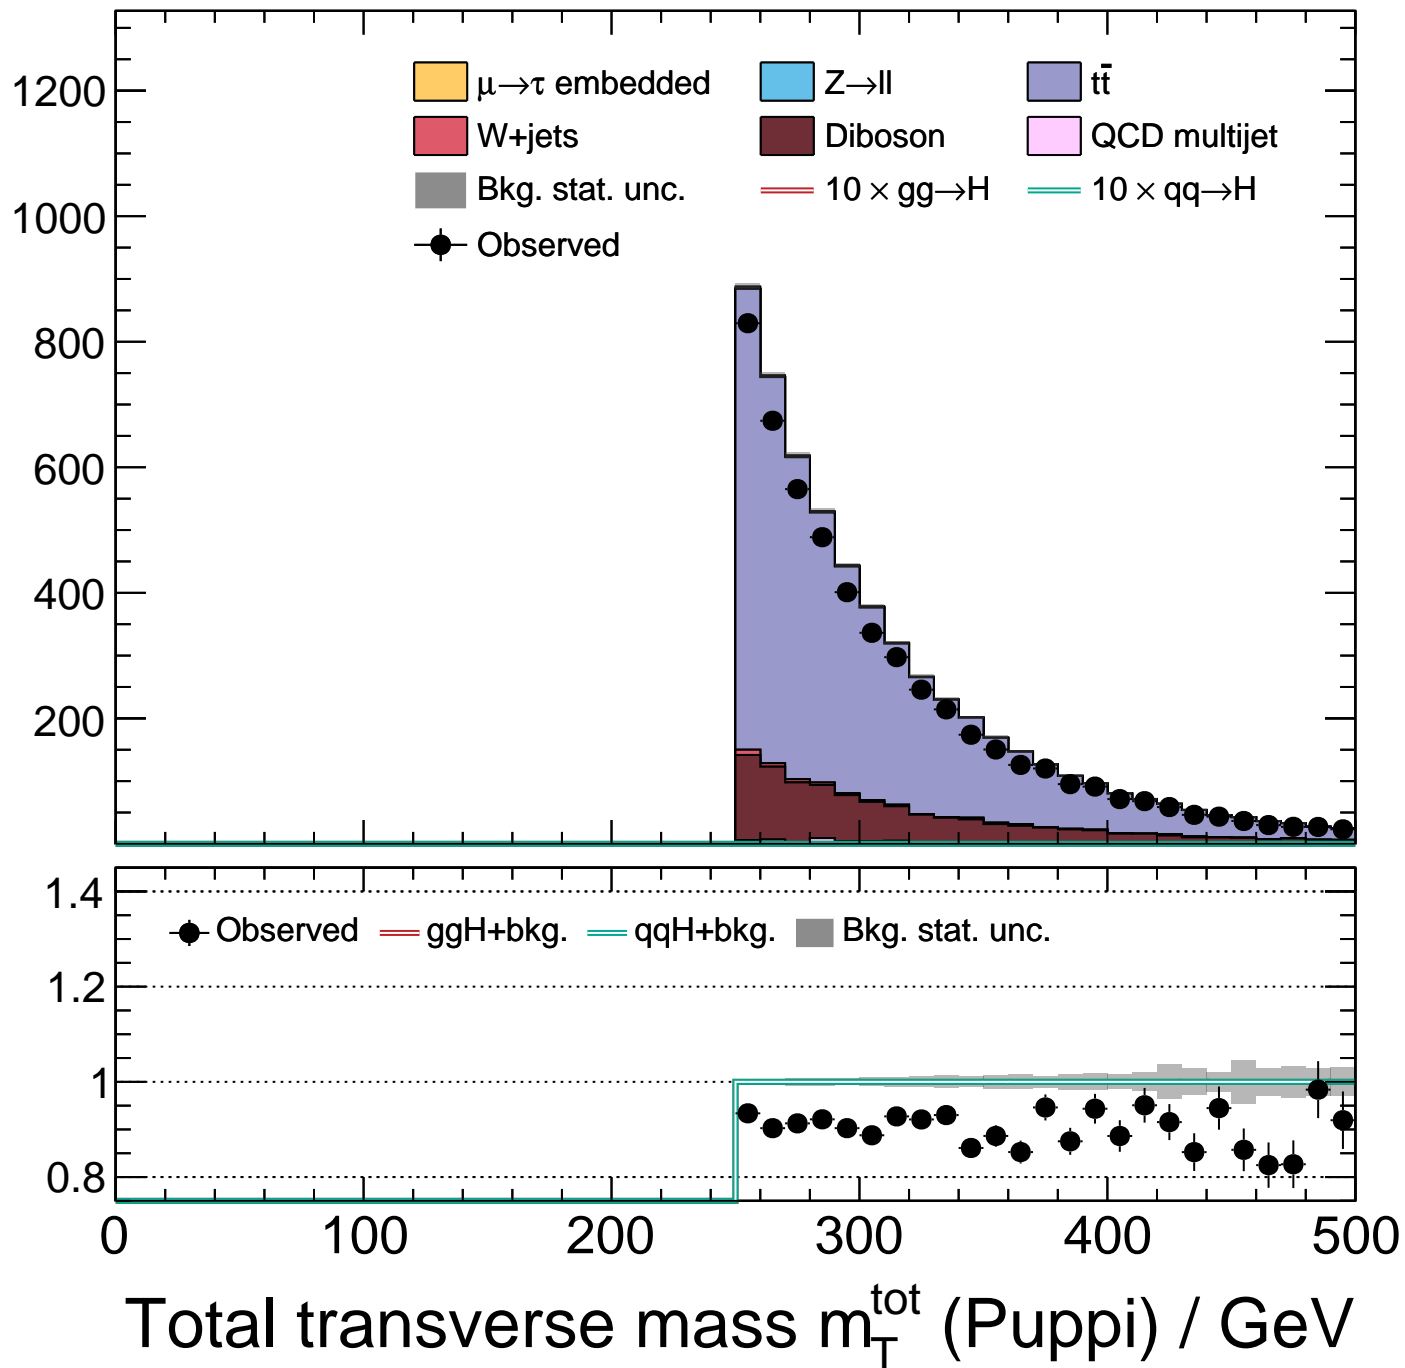 1200
1000
800
600
400
200
μ→τ embedded Z→ll tt̄
W+jets Diboson QCD multijet
Bkg. stat. unc. 10 × gg→H 10 × qq→H
Observed
1.4
1.2
1
0.8
Observed ggH+bkg. qqH+bkg. Bkg. stat. unc.
0 100 200 300 400 500
Total transverse mass m_T^tot (Puppi) / GeV